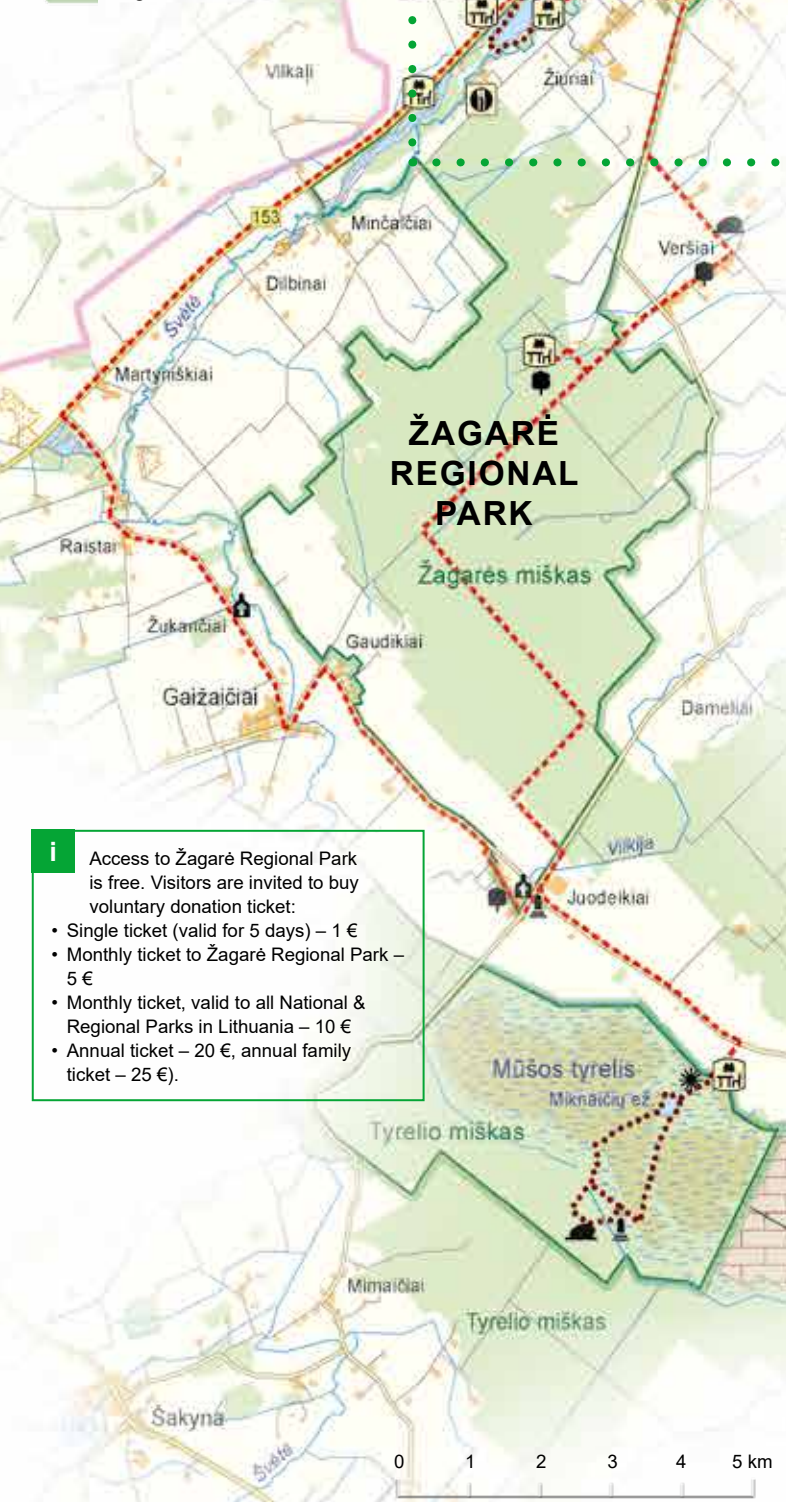 Vilkaļi
Žiuriai
153
Minčaičiai
Veršiai
Dilbinai
Švėtė
Martyniškiai
ŽAGARĖ
REGIONAL
PARK
Raistai
Žagarės miškas
Žukančiai
Gaudikiai
Gaižaičiai
Dameliai
i
Access to Žagarė Regional Park
is free. Visitors are invited to buy
voluntary donation ticket:
• Single ticket (valid for 5 days) – 1 €
• Monthly ticket to Žagarė Regional Park –
5 €
• Monthly ticket, valid to all National &
Regional Parks in Lithuania – 10 €
• Annual ticket – 20 €, annual family
ticket – 25 €).
Vilkija
Juodeikiai
Mūšos tyrelis
Miknaičių ež.
Tyrelio miškas
Mimaičiai
Tyrelio miškas
Šakyna
Švėtė
0 1 2 3 4 5 km